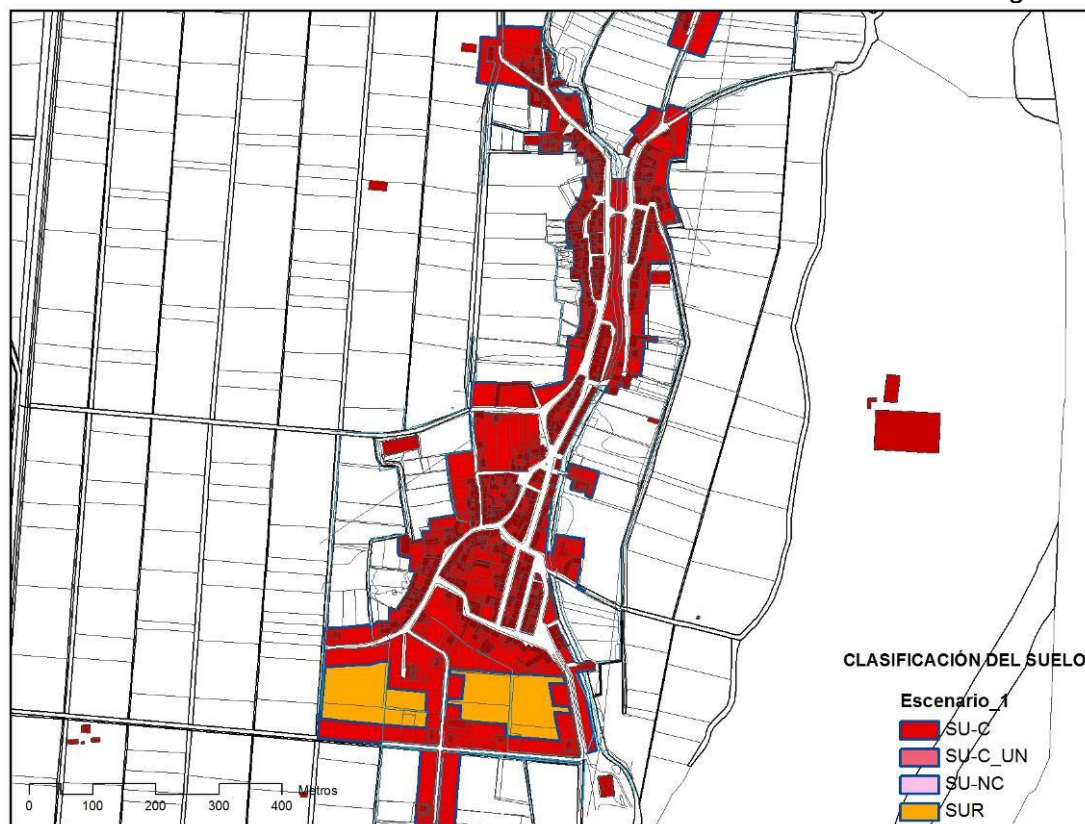 CLASIFICACIÓN DEL SUELO
Escenario_1
SU-C
SU-C_UN
SU-NC
SUR
Metros
0 100 200 300 400